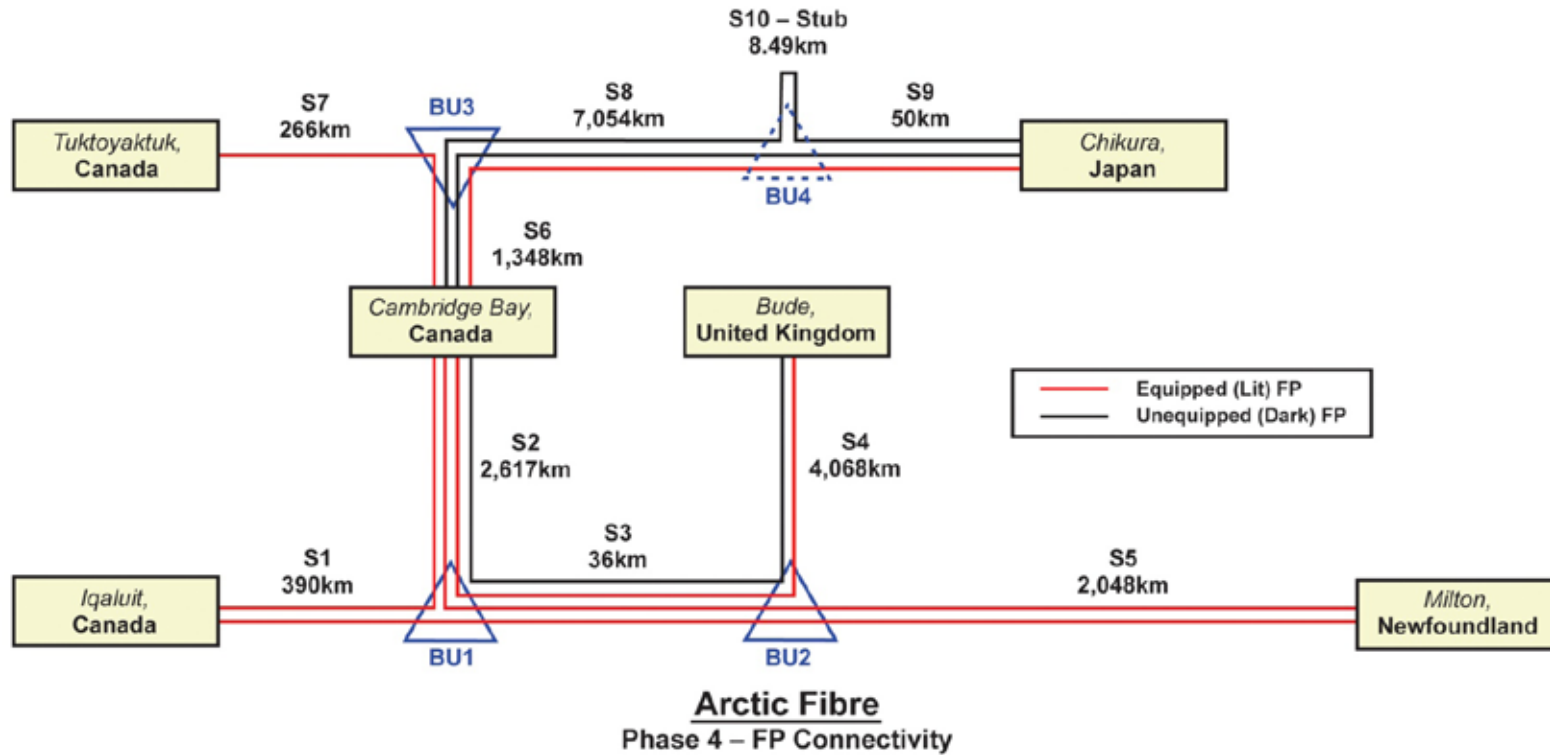 S10 – Stub
8.49km
S7
266km
BU3
S8
7,054km
S9
50km
Tuktoyaktuk,
Canada
Chikura,
Japan
BU4
S6
1,348km
Cambridge Bay,
Canada
Bude,
United Kingdom
Equipped (Lit) FP
Unequipped (Dark) FP
S2
2,617km
S4
4,068km
S3
36km
S1
390km
S5
2,048km
Iqaluit,
Canada
Milton,
Newfoundland
BU1
BU2
Arctic Fibre
Phase 4 – FP Connectivity